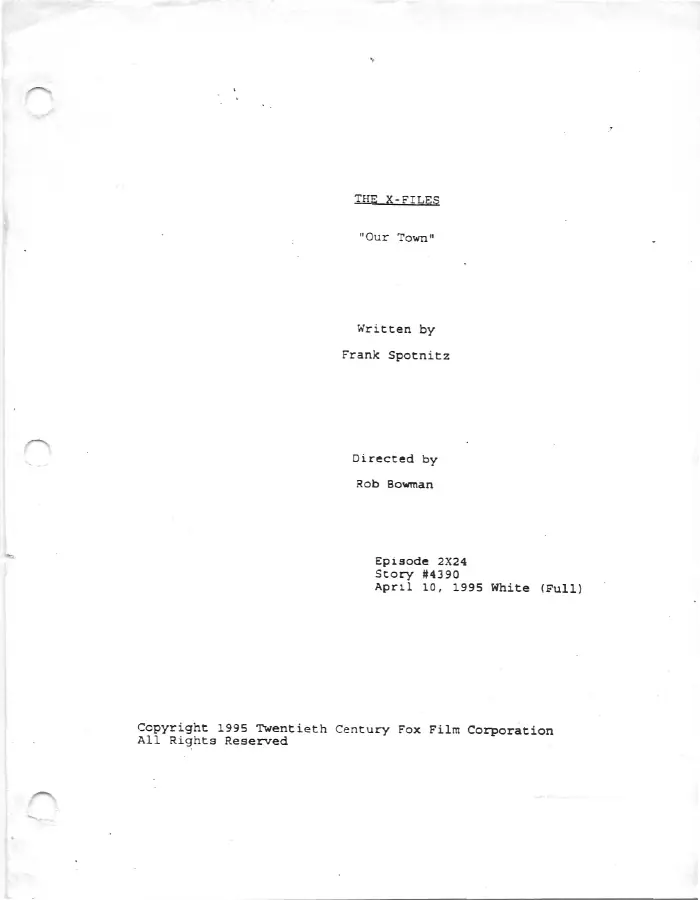 THE X-FILES
"Our Town"
Written by
Frank Spotnitz
Directed by
Rob Bowman
Episode 2X24
Story #4390
April 10, 1995 White (Full)
Copyright 1995 Twentieth Century Fox Film Corporation
All Rights Reserved